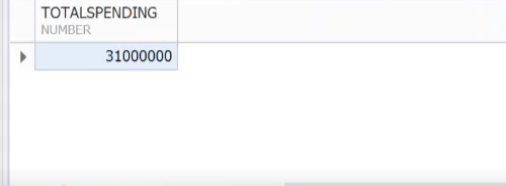 TOTALSPENDING
NUMBER
31000000